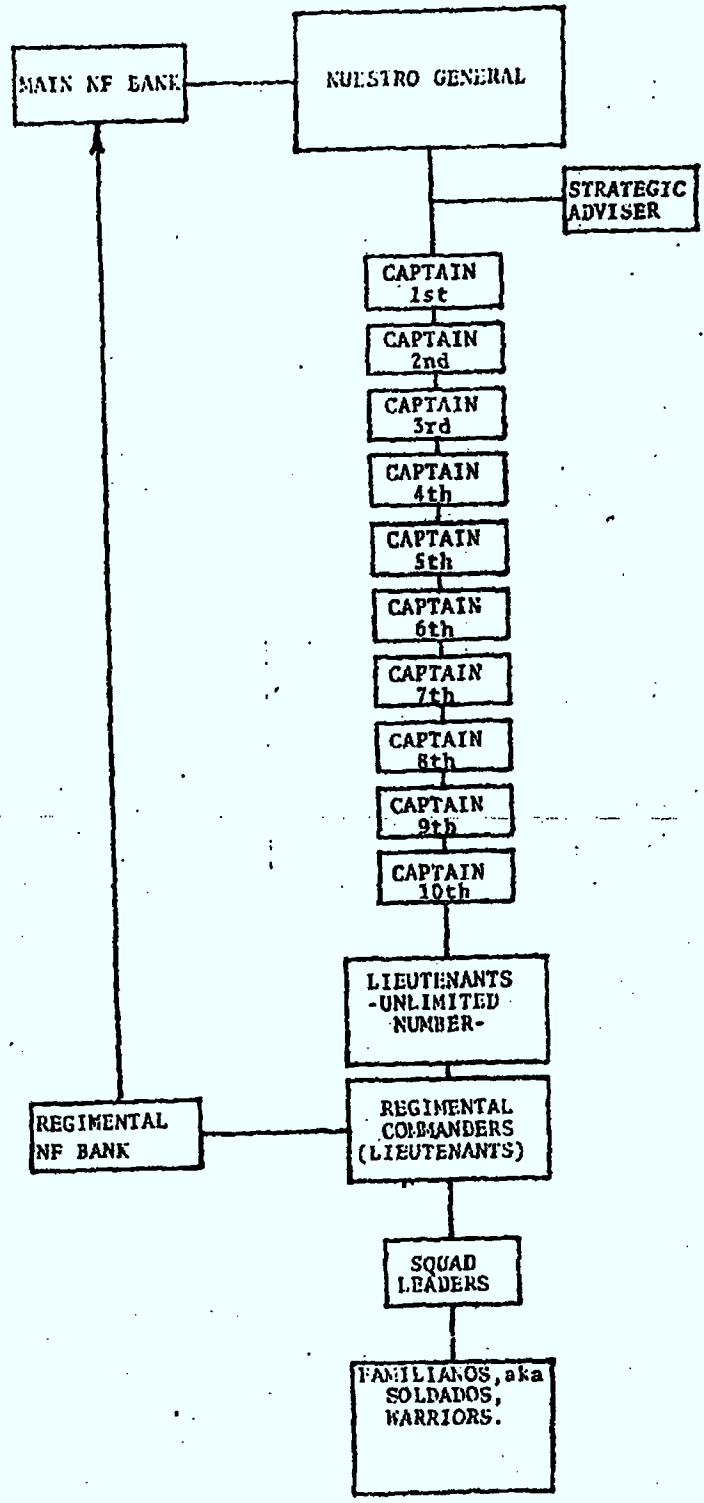 MAIN NF BANK
NUESTRO GENERAL
STRATEGIC
ADVISER
CAPTAIN
1st
CAPTAIN
2nd
CAPTAIN
3rd
CAPTAIN
4th
CAPTAIN
5th
CAPTAIN
6th
CAPTAIN
7th
CAPTAIN
8th
CAPTAIN
9th
CAPTAIN
10th
LIEUTENANTS
-UNLIMITED
NUMBER-
REGIMENTAL
NF BANK
REGIMENTAL
COMMANDERS
(LIEUTENANTS)
SQUAD
LEADERS
FAMILIANOS, aka
SOLDADOS,
WARRIORS.